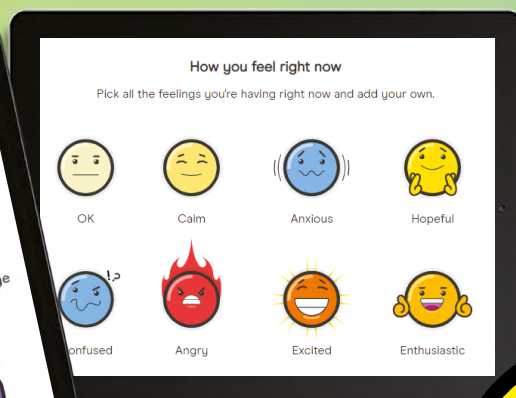 How you feel right now
Pick all the feelings you're having right now and add your own.
OK Calm Anxious Hopeful
!?
onfused Angry Excited Enthusiastic